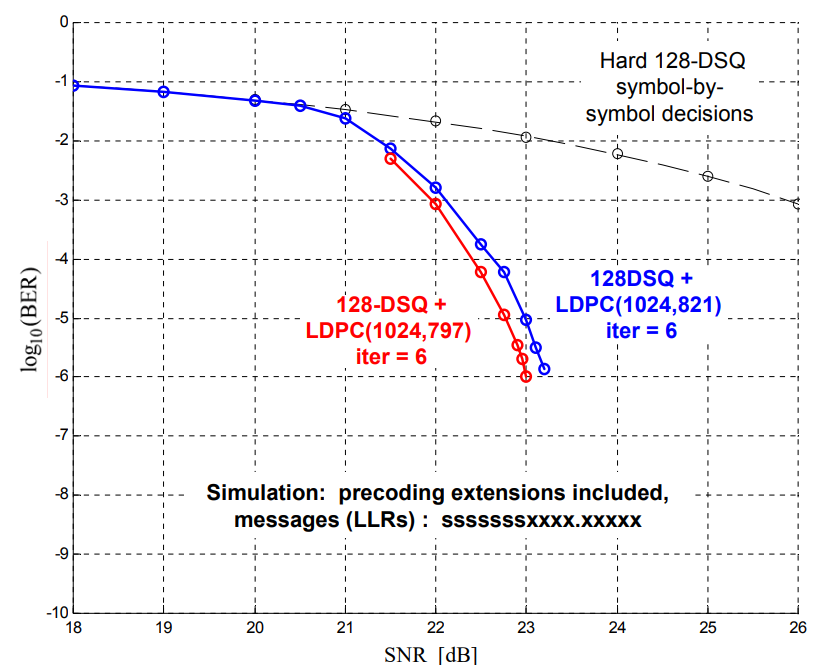 0
-1
-2
-3
-4
-5
-6
-7
-8
-9
-10
18 19 20 21 22 23 24 25 26
log10(BER)
SNR [dB]
Hard 128-DSQ
symbol-by-
symbol decisions
128DSQ +
LDPC(1024,821)
iter = 6
128-DSQ +
LDPC(1024,797)
iter = 6
Simulation: precoding extensions included,
messages (LLRs) : sssssssxxxx.xxxxx